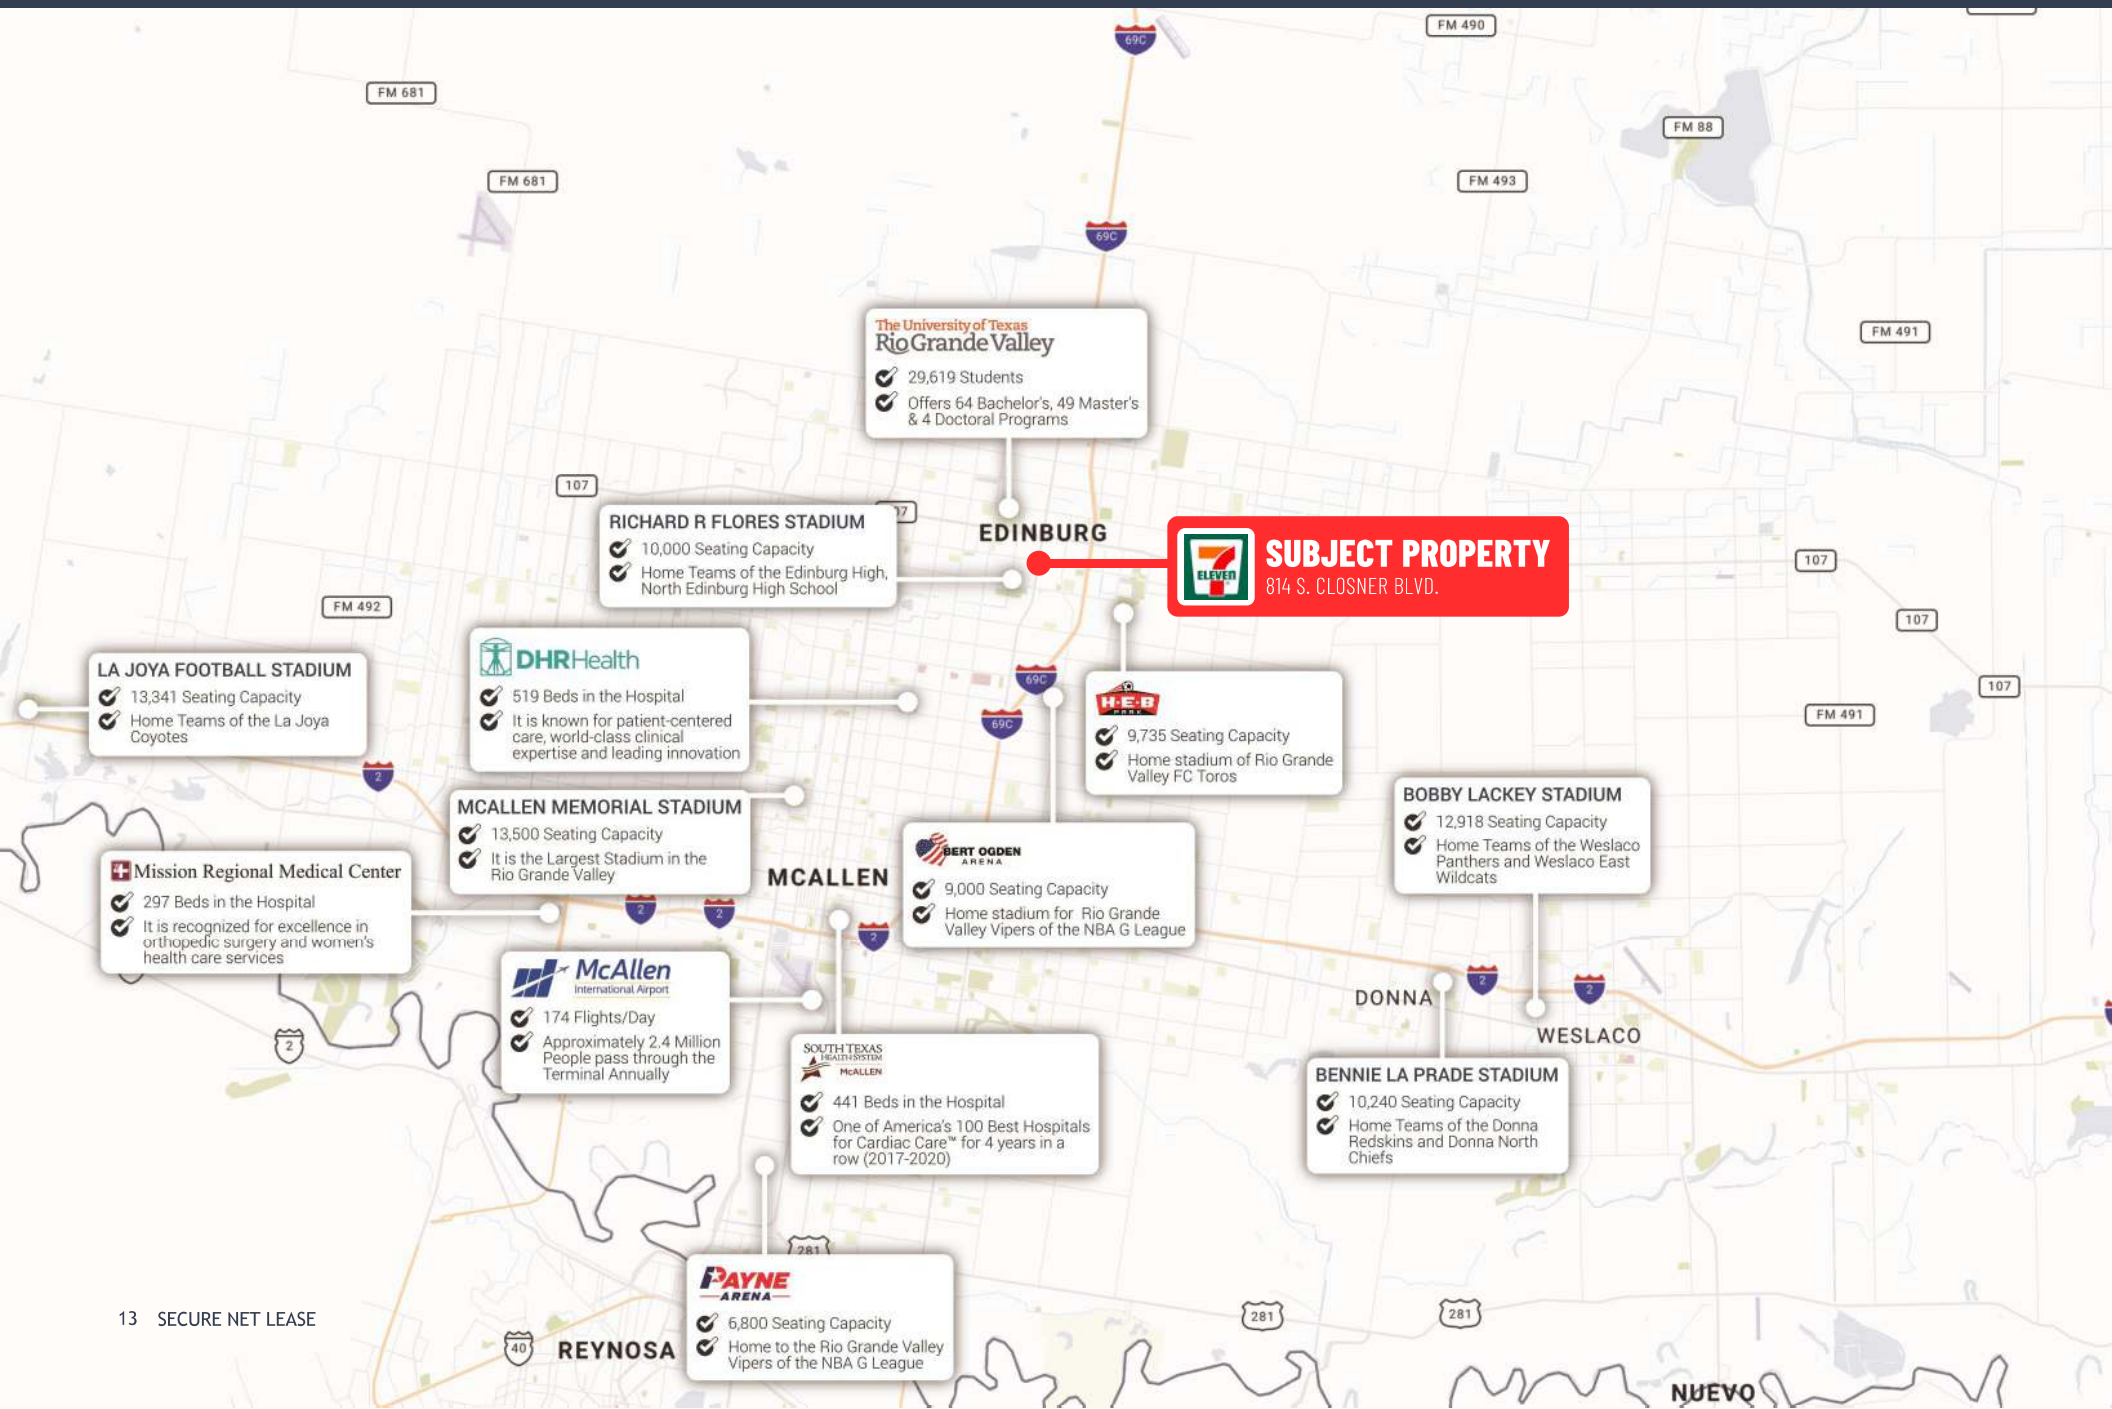 69C
FM 490
FM 681
FM 88
FM 681
FM 493
69C
FM 491
The University of Texas
RioGrande Valley
29,619 Students
Offers 64 Bachelor's, 49 Master's
& 4 Doctoral Programs
107
RICHARD R FLORES STADIUM
10,000 Seating Capacity
Home Teams of the Edinburg High,
North Edinburg High School
EDINBURG
7 ELEVEN
SUBJECT PROPERTY
814 S. CLOSNER BLVD.
107
FM 492
107
LA JOYA FOOTBALL STADIUM
13,341 Seating Capacity
Home Teams of the La Joya
Coyotes
DHR Health
519 Beds in the Hospital
It is known for patient-centered
care, world-class clinical
expertise and leading innovation
69C
69C
H-E-B
PARK
9,735 Seating Capacity
Home stadium of Rio Grande
Valley FC Toros
107
FM 491
2
MCALLEN MEMORIAL STADIUM
13,500 Seating Capacity
It is the Largest Stadium in the
Rio Grande Valley
MCALLEN
BERT OGDEN
ARENA
9,000 Seating Capacity
Home stadium for Rio Grande
Valley Vipers of the NBA G League
BOBBY LACKEY STADIUM
12,918 Seating Capacity
Home Teams of the Weslaco
Panthers and Weslaco East
Wildcats
Mission Regional Medical Center
297 Beds in the Hospital
It is recognized for excellence in
orthopedic surgery and women's
health care services
2
2
2
McAllen
International Airport
174 Flights/Day
Approximately 2.4 Million
People pass through the
Terminal Annually
2
DONNA
2
2
WESLACO
SOUTH TEXAS
HEALTH SYSTEM
McALLEN
441 Beds in the Hospital
One of America's 100 Best Hospitals
for Cardiac Care™ for 4 years in a
row (2017-2020)
BENNIE LA PRADE STADIUM
10,240 Seating Capacity
Home Teams of the Donna
Redskins and Donna North
Chiefs
281
PAYNE
ARENA
6,800 Seating Capacity
Home to the Rio Grande Valley
Vipers of the NBA G League
281
281
13 SECURE NET LEASE
40
REYNOSA
NUEVO